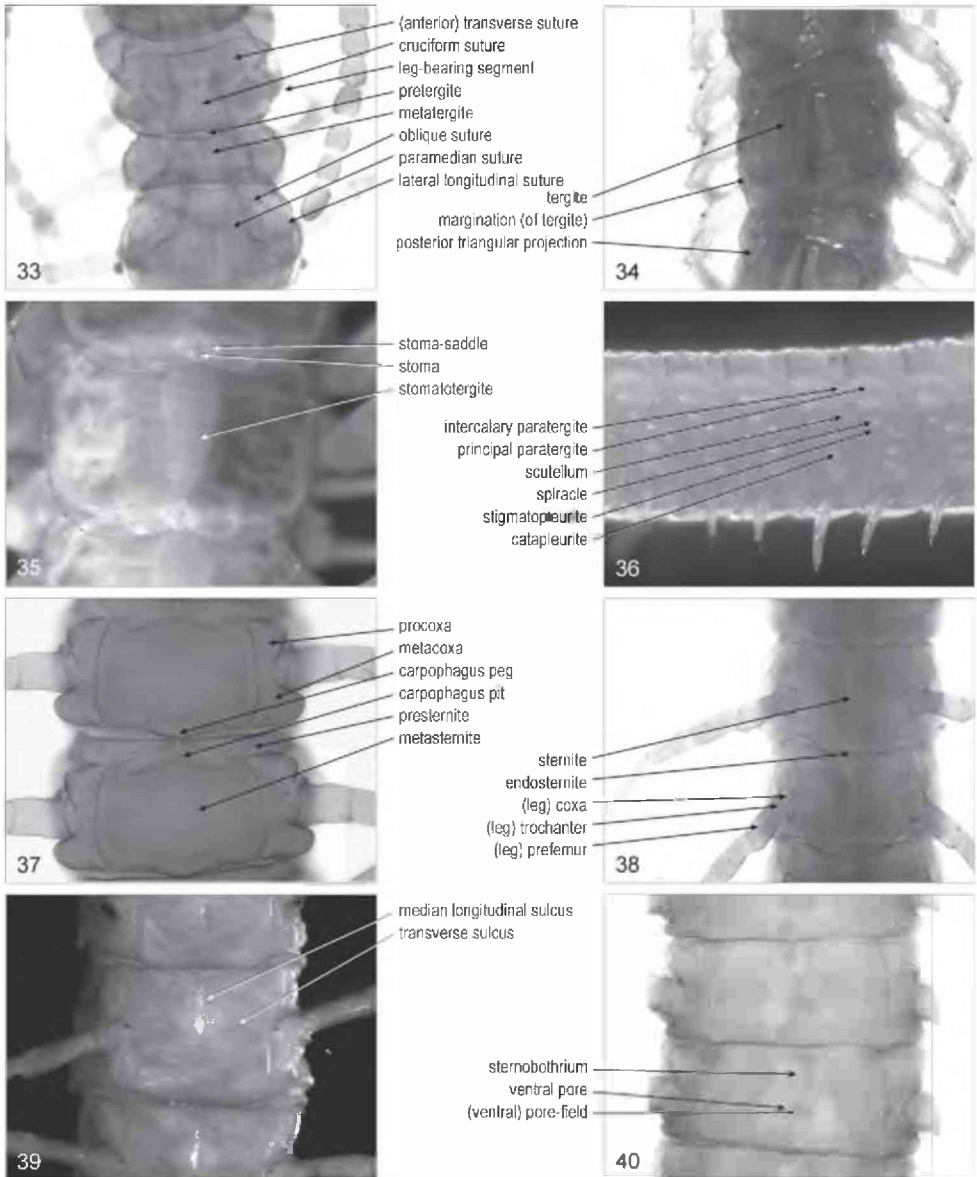 (anterior) transverse suture
cruciform suture
leg-bearing segment
pretergite
metatergite
oblique suture
paramedian suture
lateral longitudinal suture
tergite
margination (of tergite)
posterior triangular projection
33
34
stoma-saddle
stoma
stomatotergite
intercalary paratergite
principal paratergite
scutellum
spiracle
stigmatopleurite
catapleurite
35
36
procoxa
metacoxa
carpophagus peg
carpophagus pit
presternite
metasternite
sternite
endosternite
(leg) coxa
(leg) trochanter
(leg) prefemur
37
38
median longitudinal sulcus
transverse sulcus
sternobothrium
ventral pore
(ventral) pore-field
39
40